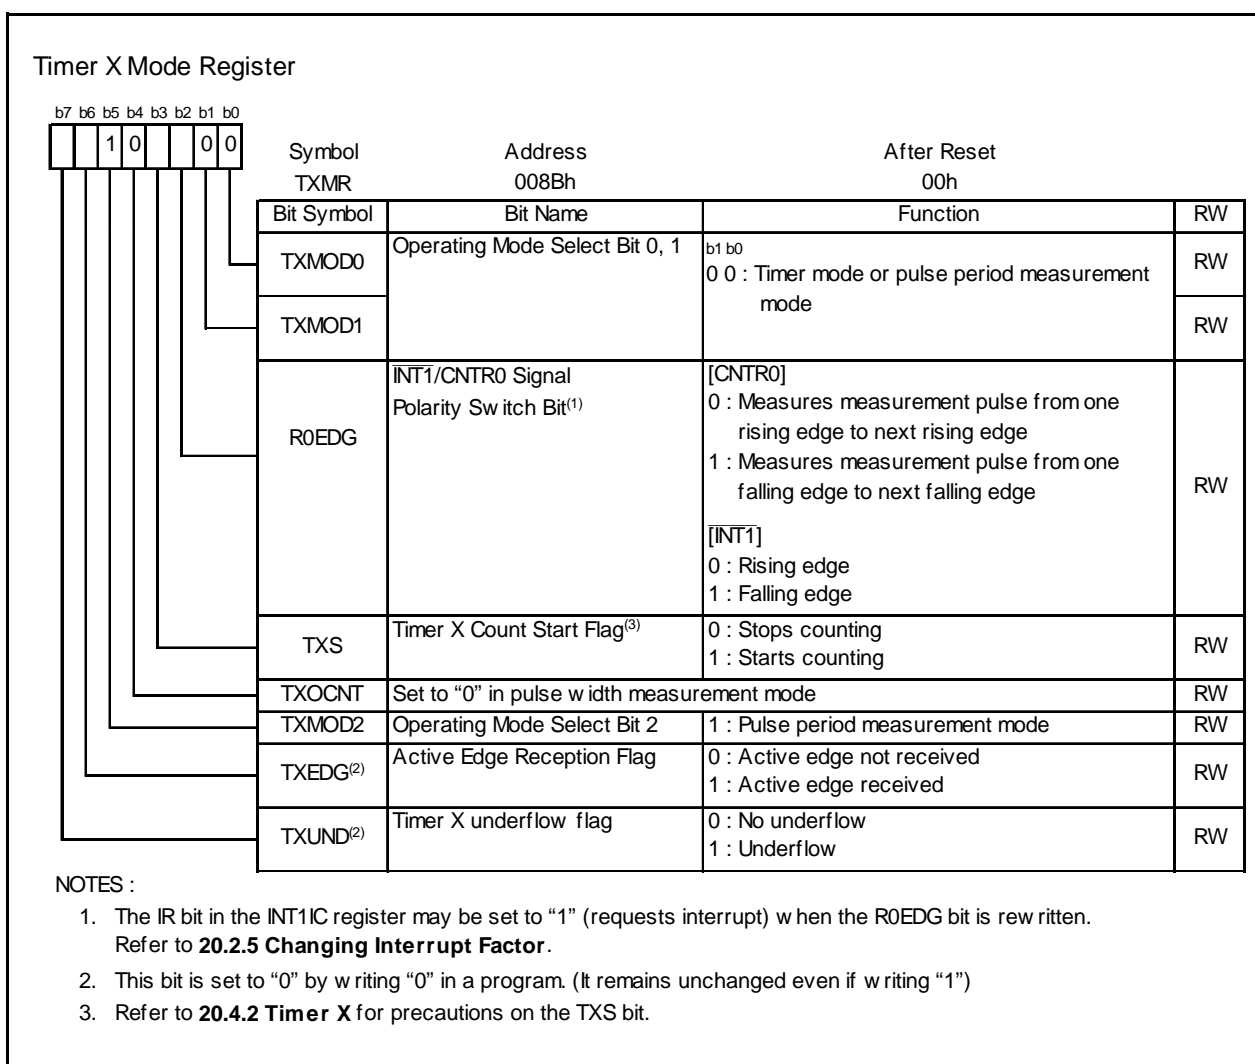 Timer X Mode Register
b7 b6 b5 b4 b3 b2 b1 b0
1 0 0 0
Symbol Address After Reset
TXMR 008Bh 00h
Bit Symbol Bit Name Function RW
TXMOD0 Operating Mode Select Bit 0, 1 b1 b0 RW
0 0 : Timer mode or pulse period measurement
mode
TXMOD1 RW
R0EDG INT1/CNTR0 Signal [CNTR0] RW
Polarity Switch Bit(1) 0 : Measures measurement pulse from one
rising edge to next rising edge
1 : Measures measurement pulse from one
falling edge to next falling edge
[INT1]
0 : Rising edge
1 : Falling edge
TXS Timer X Count Start Flag(3) 0 : Stops counting RW
1 : Starts counting
TXOCNT Set to “0” in pulse width measurement mode RW
TXMOD2 Operating Mode Select Bit 2 1 : Pulse period measurement mode RW
TXEDG(2) Active Edge Reception Flag 0 : Active edge not received RW
1 : Active edge received
TXUND(2) Timer X underflow flag 0 : No underflow RW
1 : Underflow
NOTES :
1. The IR bit in the INT1IC register may be set to “1” (requests interrupt) when the R0EDG bit is rewritten.
Refer to 20.2.5 Changing Interrupt Factor.
2. This bit is set to “0” by writing “0” in a program. (It remains unchanged even if writing “1”)
3. Refer to 20.4.2 Timer X for precautions on the TXS bit.